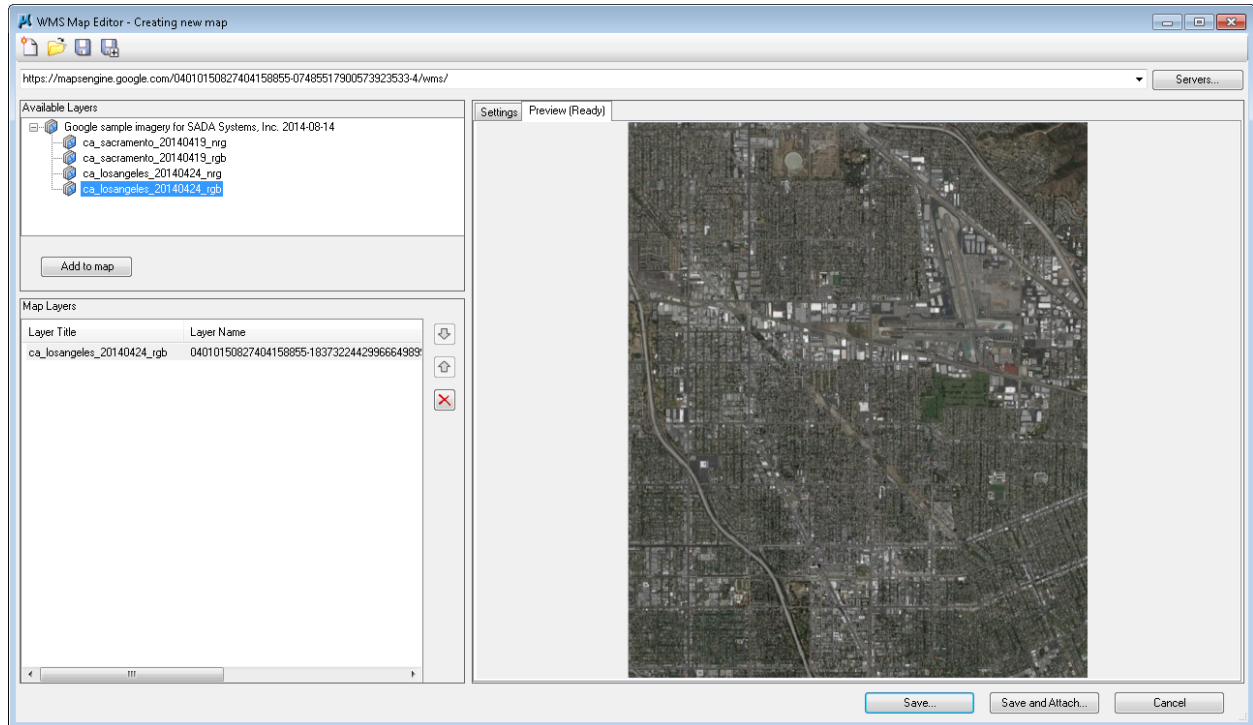 WMS Map Editor - Creating new map
https://mapsengine.google.com/04010150827404158855-07485517900573923533-4/wms/
Servers...
Available Layers
Google sample imagery for SADA Systems, Inc. 2014-08-14
ca_sacramento_20140419_nrg
ca_sacramento_20140419_rgb
ca_losangeles_20140424_nrg
ca_losangeles_20140424_rgb
Add to map
Settings
Preview (Ready)
Map Layers
Layer Title Layer Name
ca_losangeles_20140424_rgb 04010150827404158855-1837322442996664989
Save...
Save and Attach...
Cancel